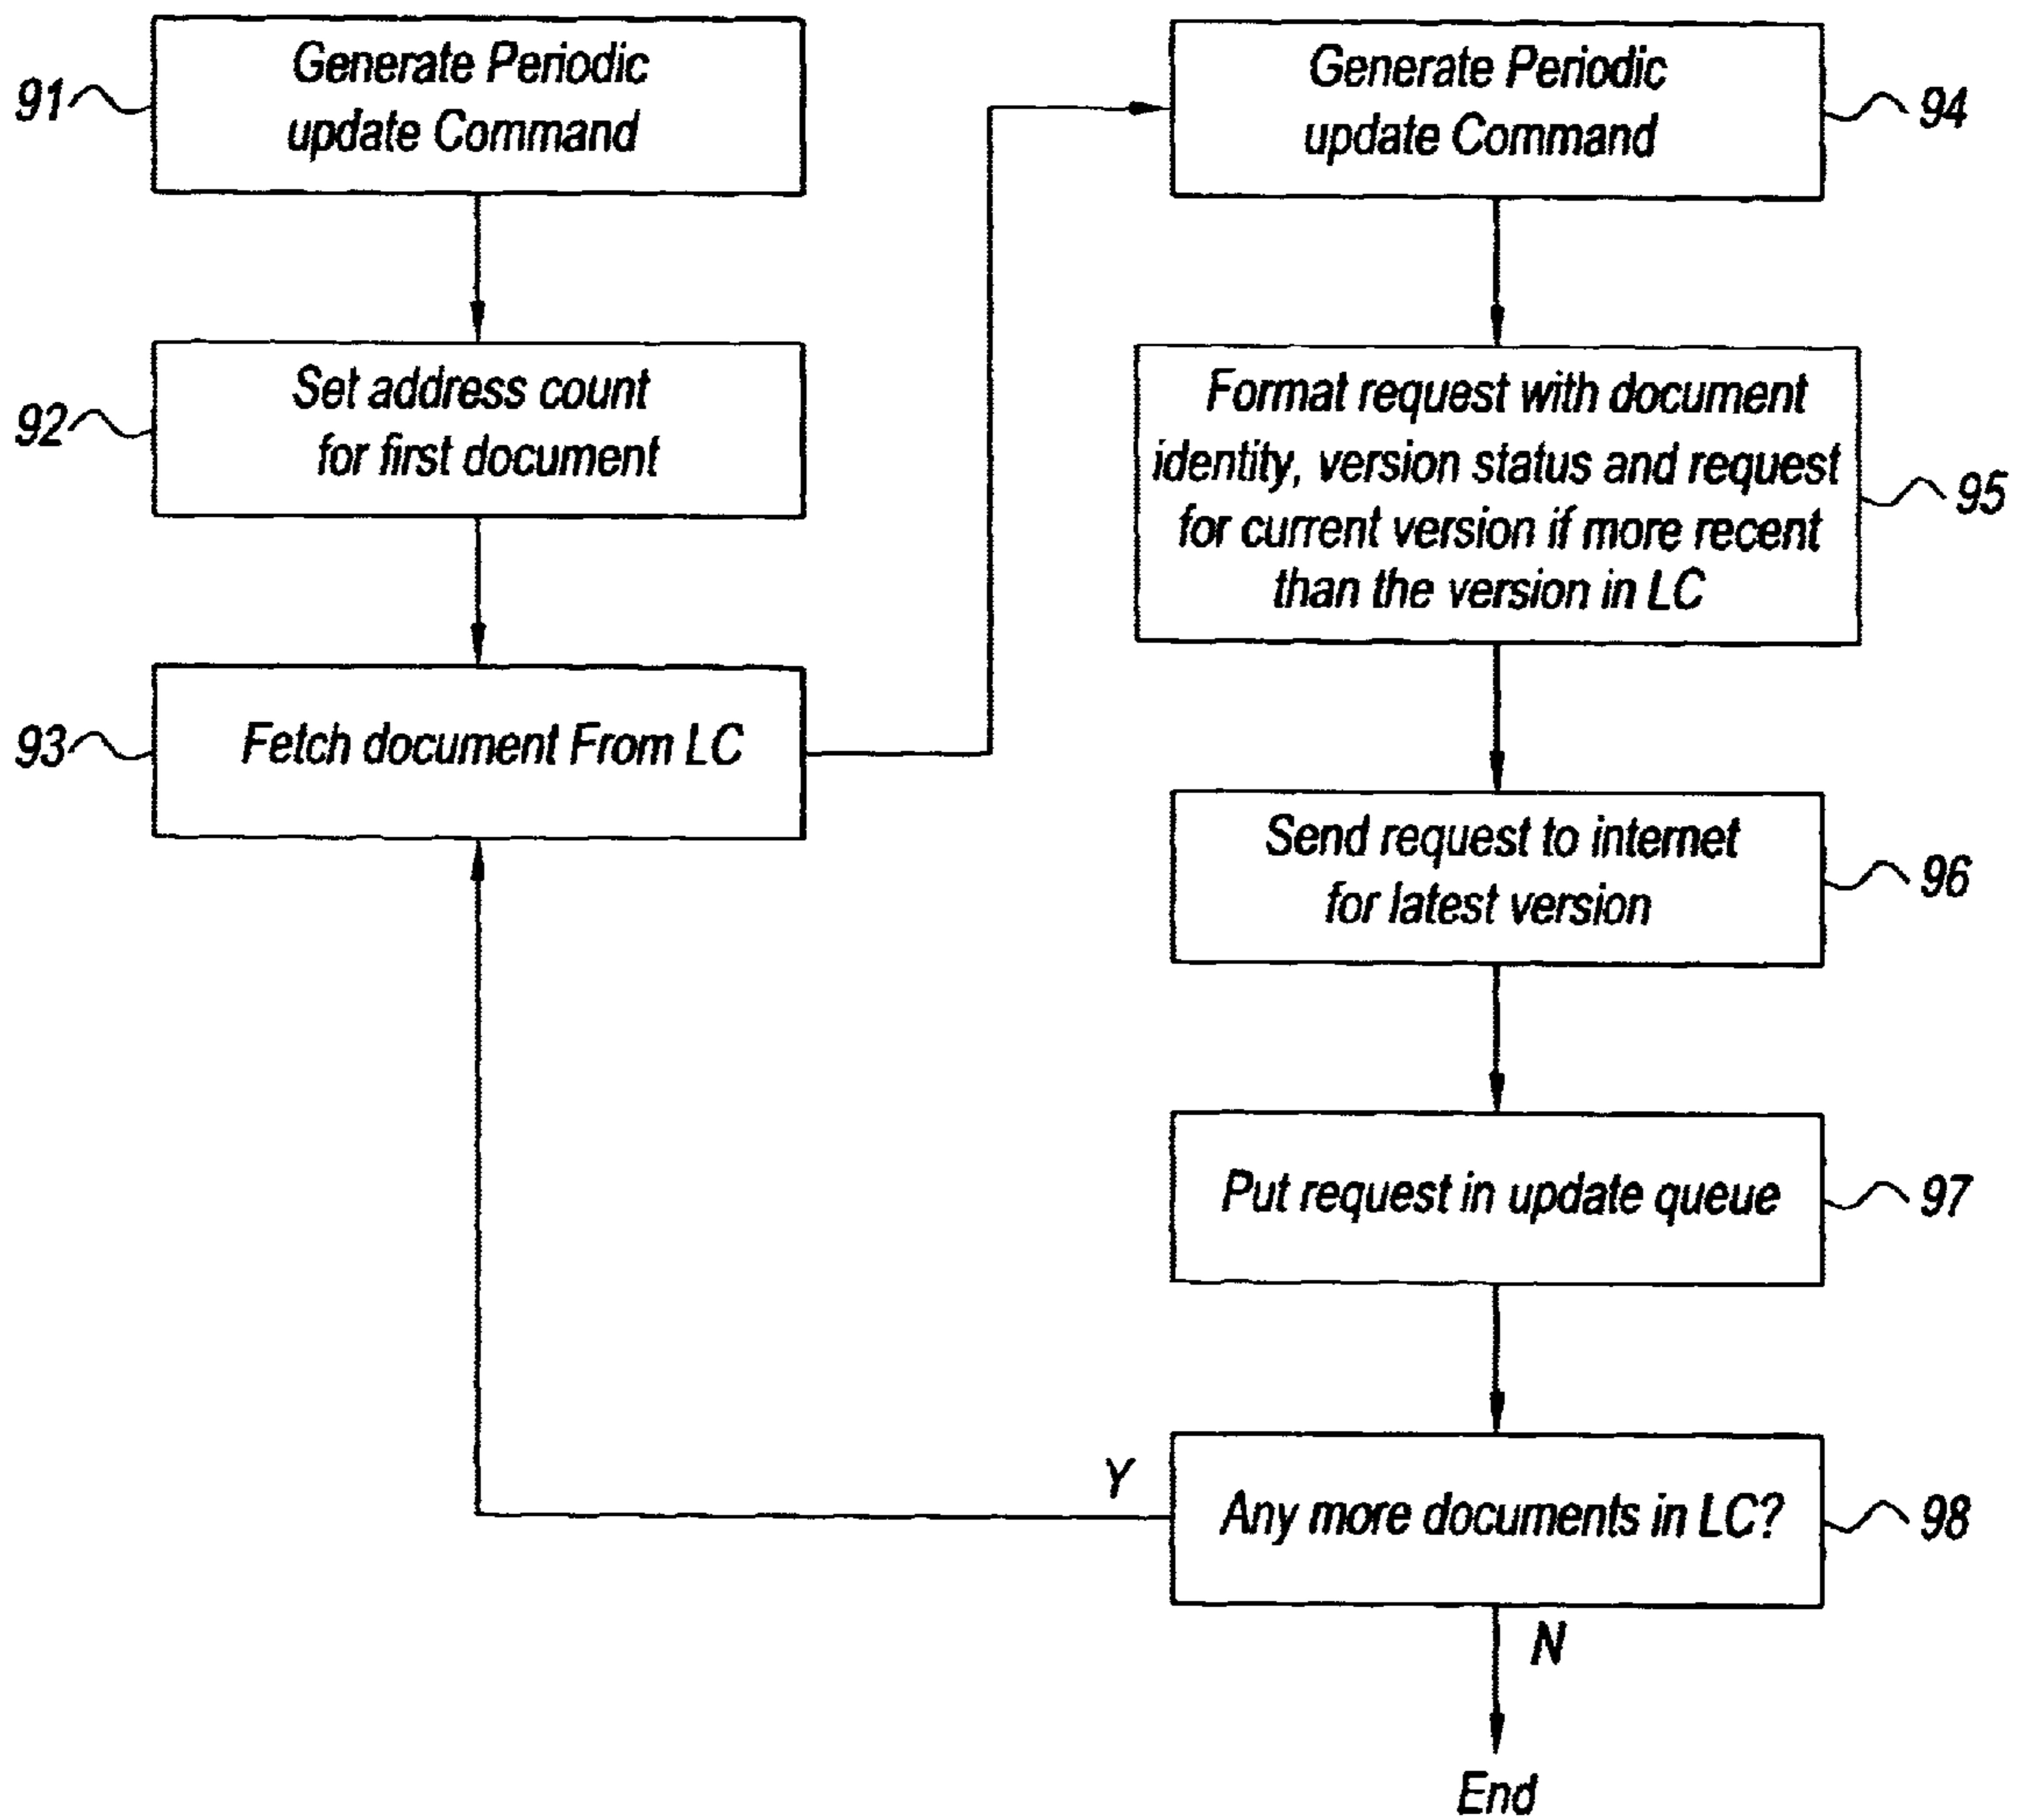 Generate Periodic
update Command
91
Set address count
for first document
92
Fetch document From LC
93
Generate Periodic
update Command
94
Format request with document
identity, version status and request
for current version if more recent
than the version in LC
95
Send request to internet
for latest version
96
Put request in update queue
97
Any more documents in LC?
98
Y
N
End